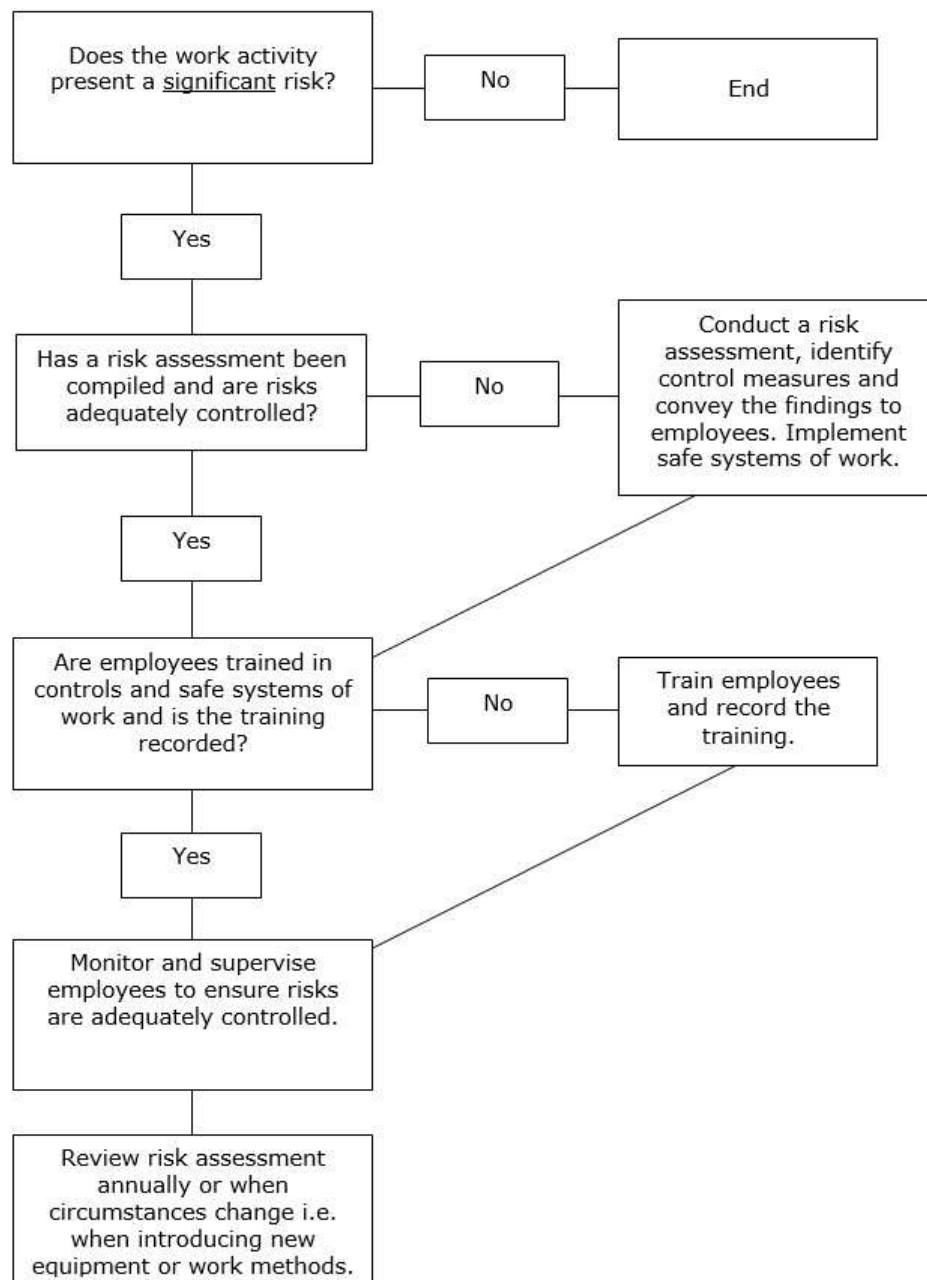 Does the work activity
present a significant risk?
No
End
Yes
Has a risk assessment been
compiled and are risks
adequately controlled?
No
Conduct a risk
assessment, identify
control measures and
convey the findings to
employees. Implement
safe systems of work.
Yes
Are employees trained in
controls and safe systems of
work and is the training
recorded?
No
Train employees
and record the
training.
Yes
Monitor and supervise
employees to ensure risks
are adequately controlled.
Review risk assessment
annually or when
circumstances change i.e.
when introducing new
equipment or work methods.